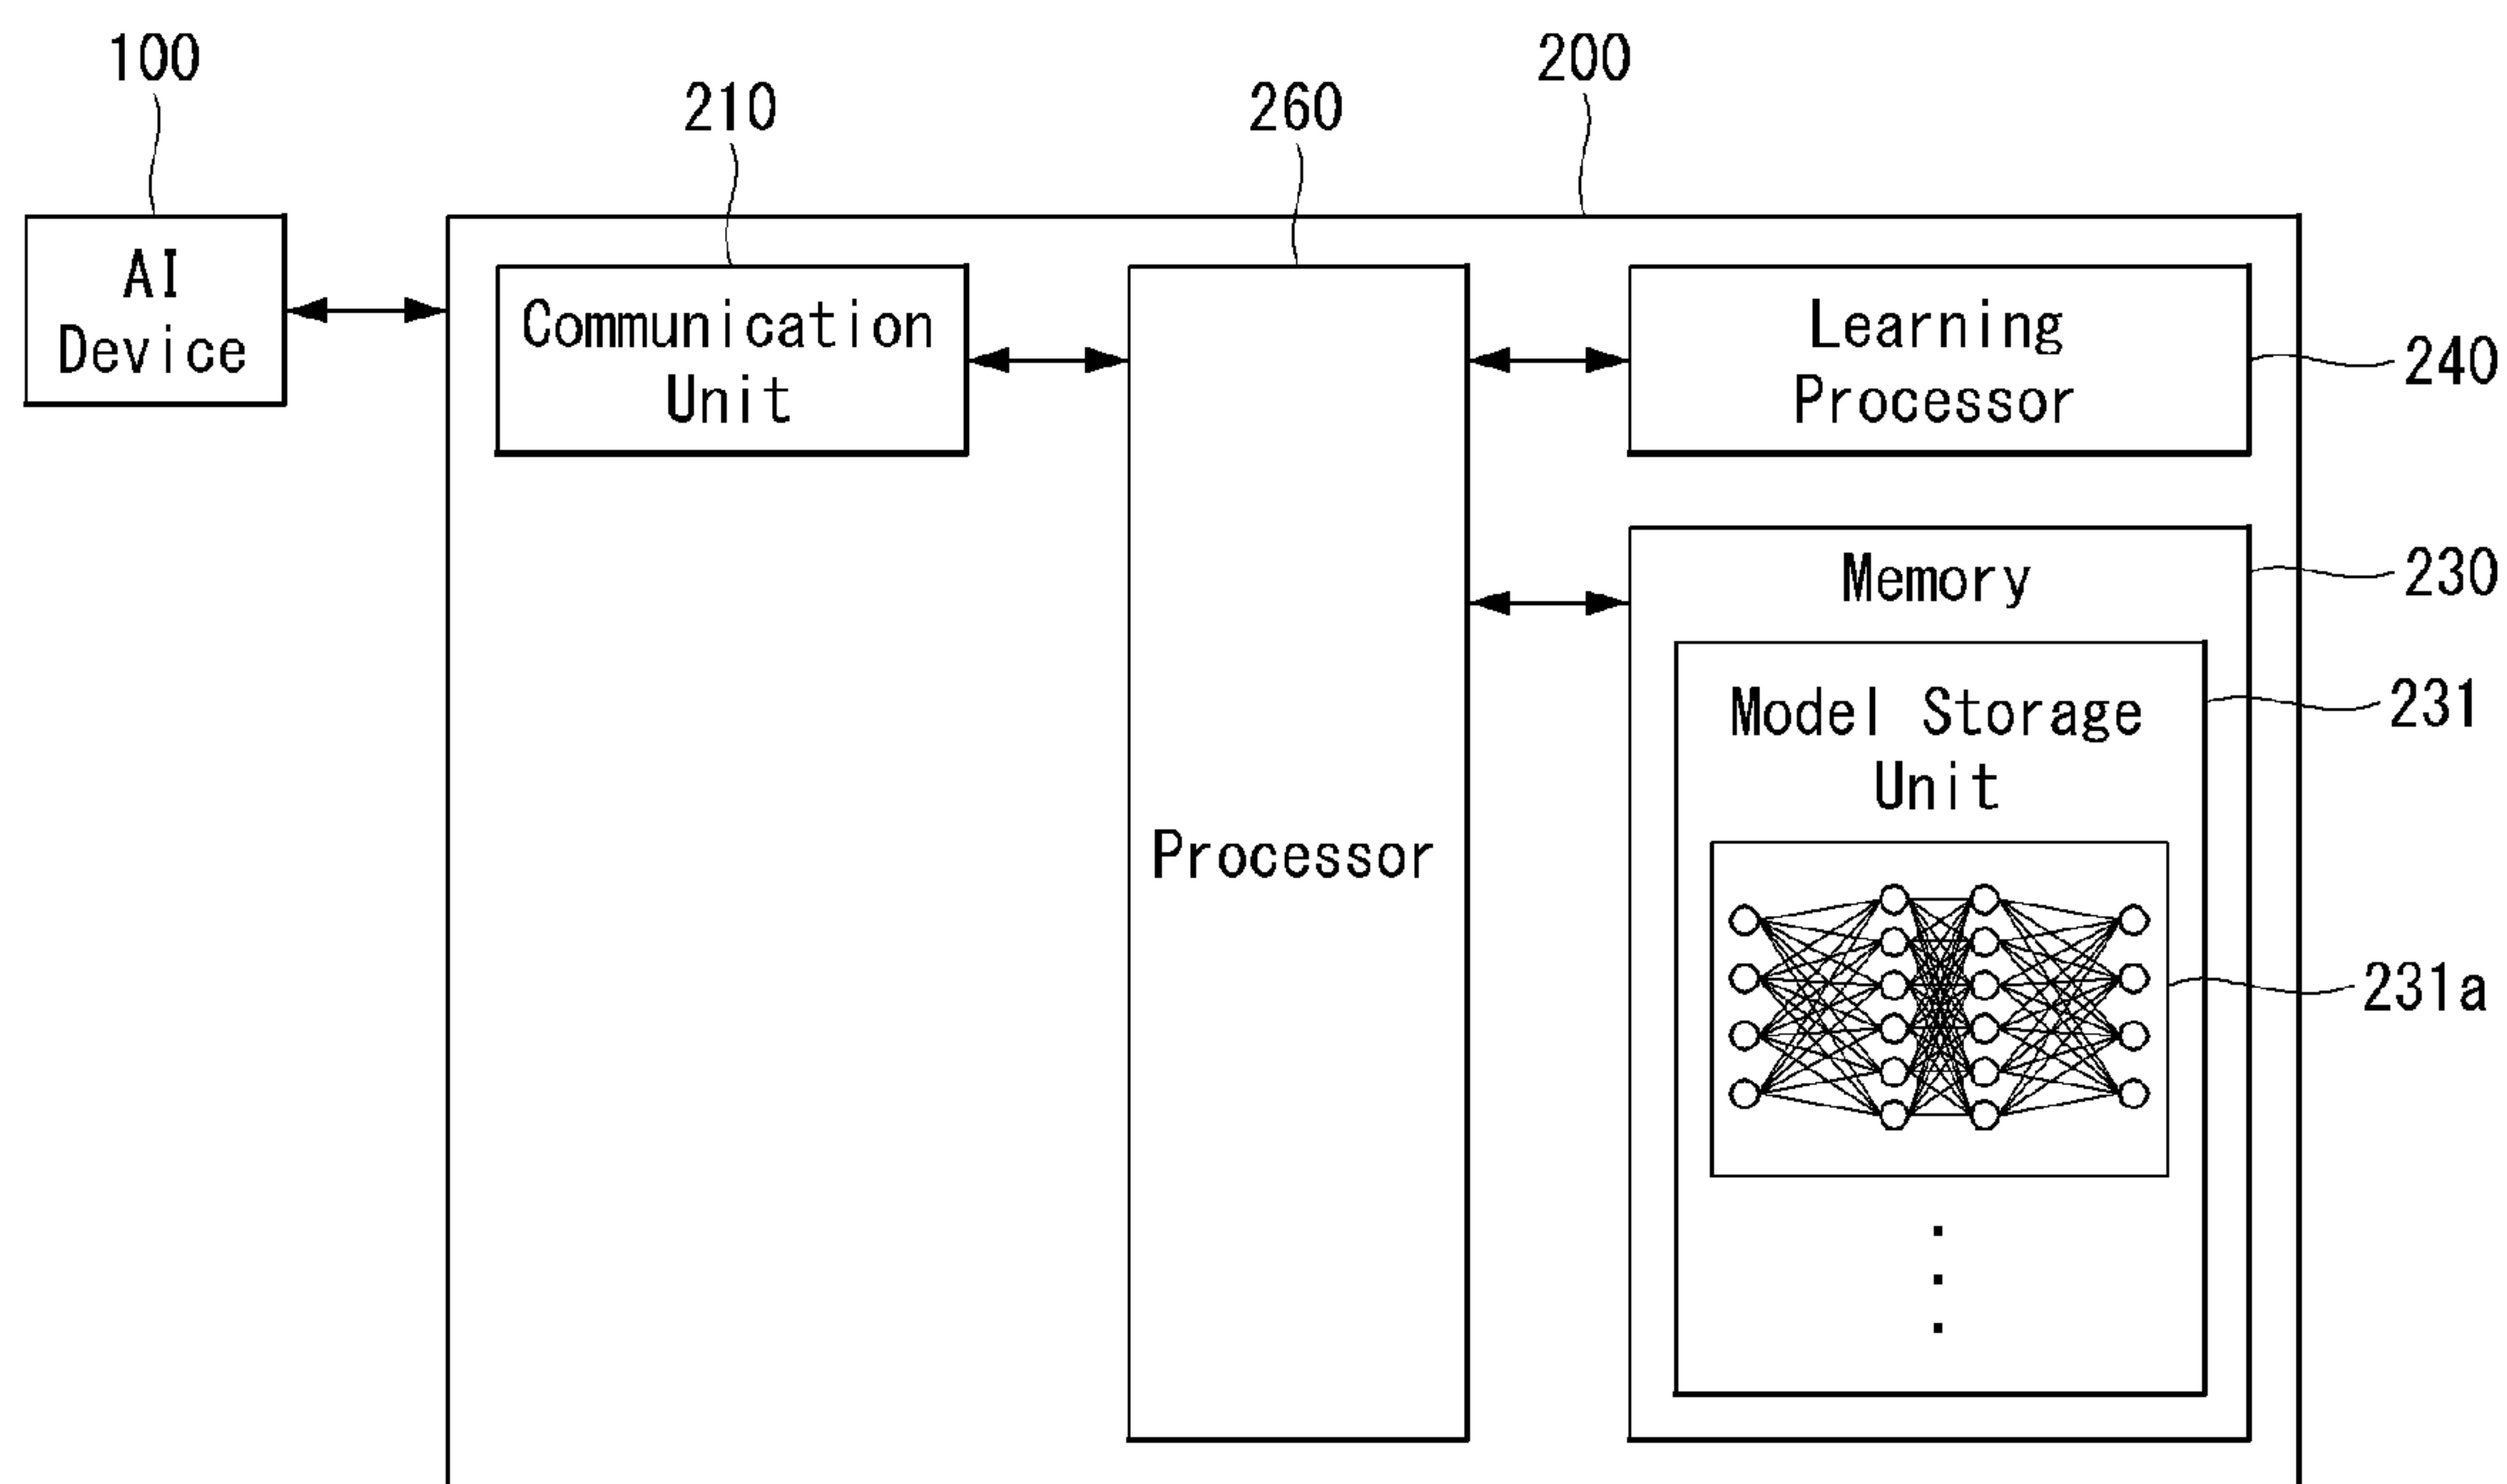 100
200
210
260
AI
Device
Communication
Unit
Learning
Processor
240
Memory
230
Model Storage
Unit
231
Processor
231a